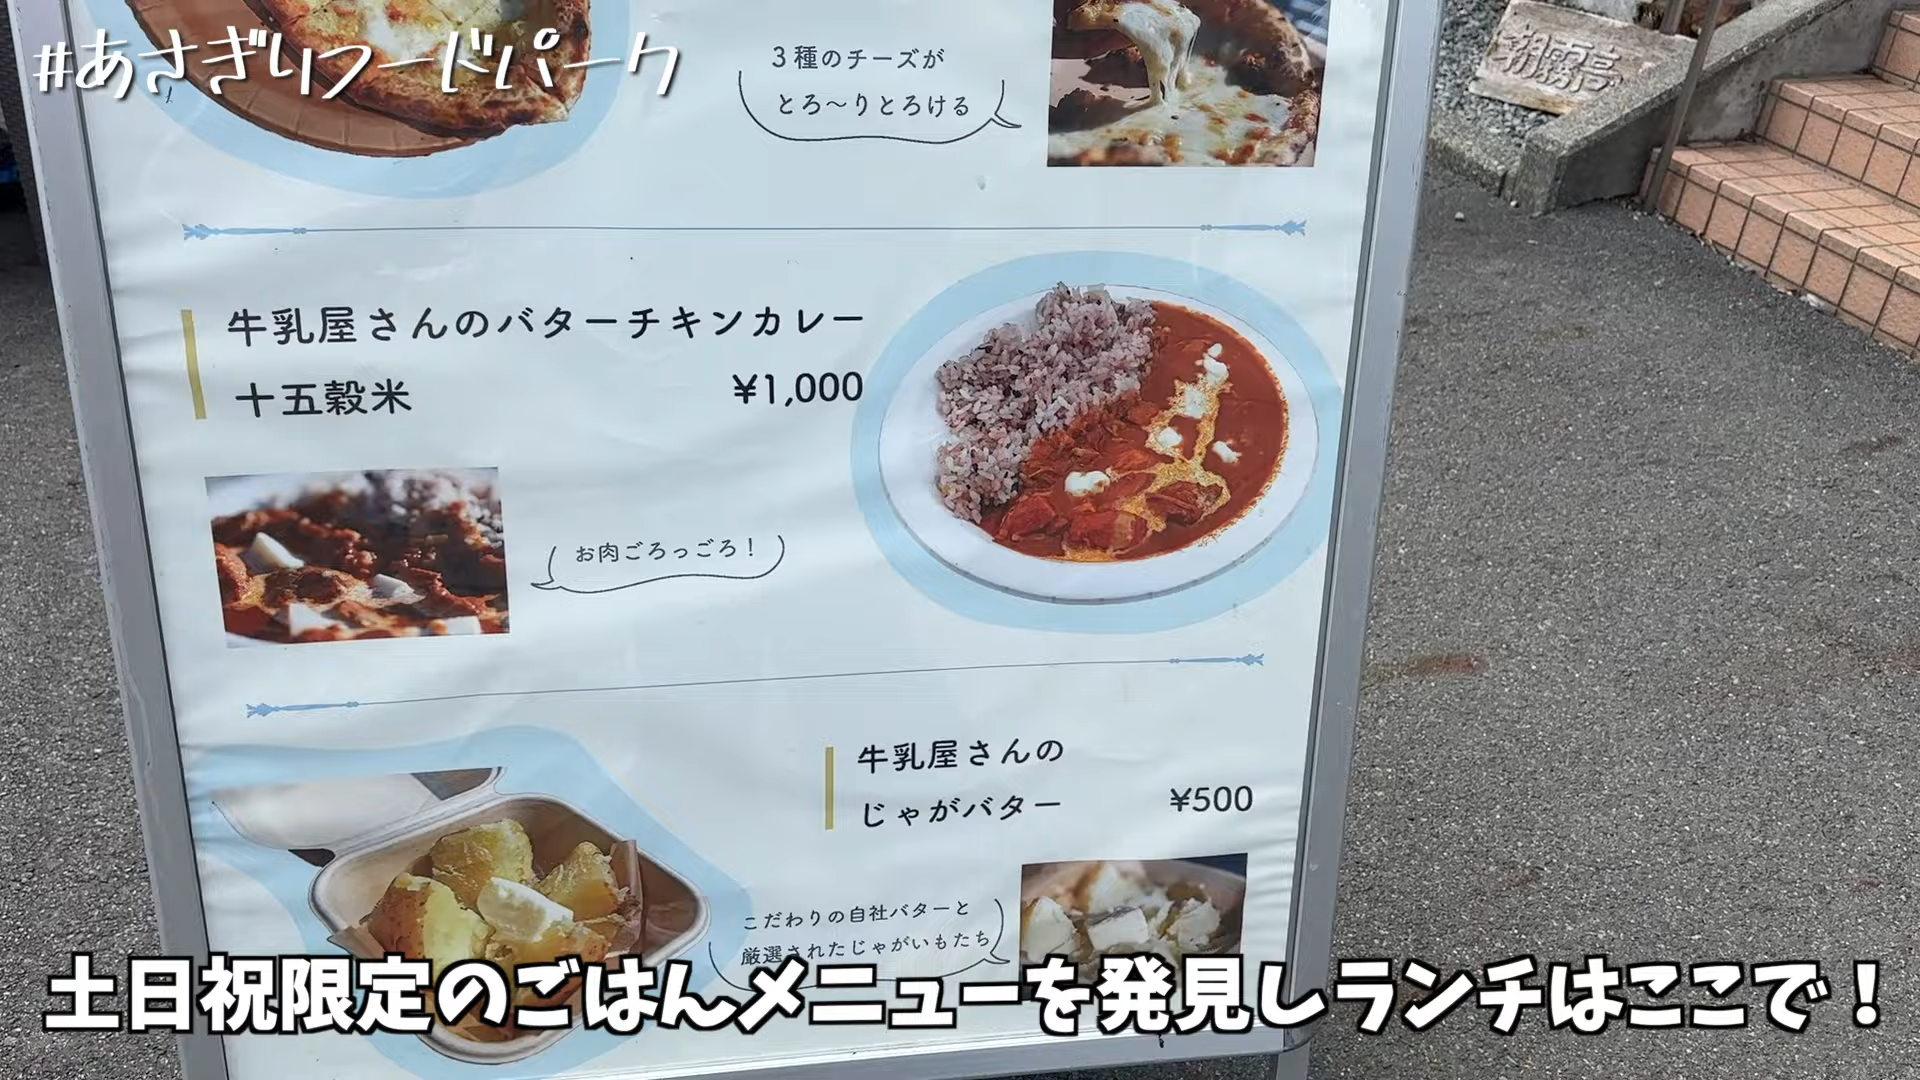 #あさぎりフードパーク
3種のチーズが
とろ〜りとろける
朝霧亭
牛乳屋さんのバターチキンカレー
十五穀米 ¥1,000
お肉ごろっごろ！
牛乳屋さんの
じゃがバター ¥500
こだわりの自社バターと
厳選されたじゃがいもたち
土日祝限定のごはんメニューを発見しランチはここで！